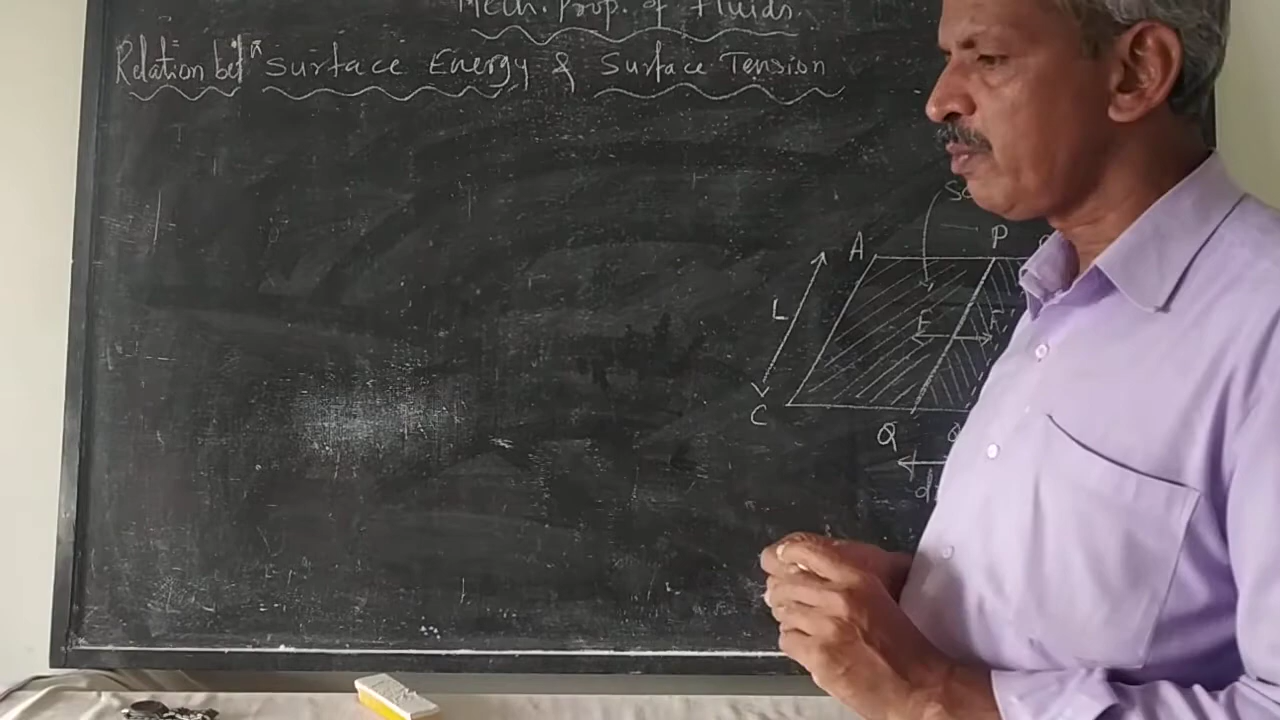 Mech. Prop. of Fluids.
Relation betn Surface Energy & Surface Tension
A P
L
F F
C
Q